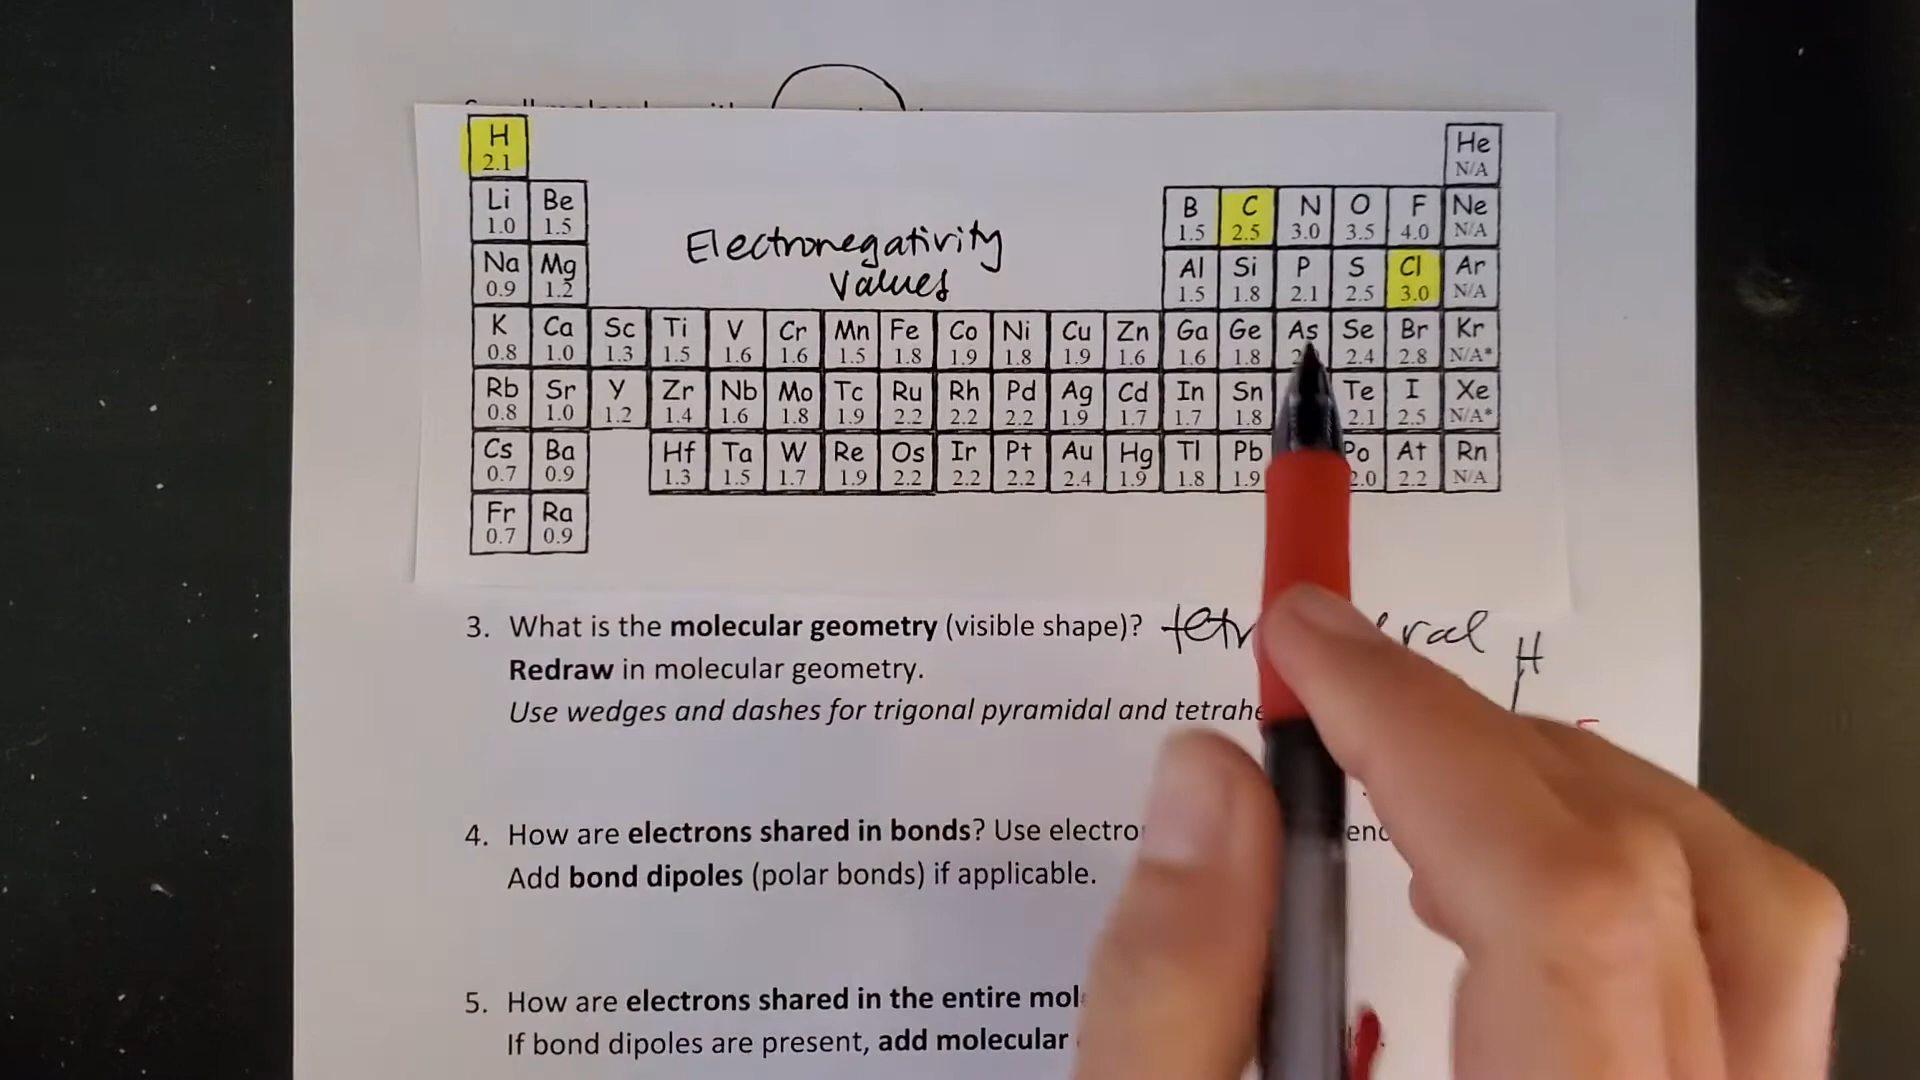 H He
2.1 N/A
Li Be B C N O F Ne
1.0 1.5 1.5 2.5 3.0 3.5 4.0 N/A
Electronegativity
Values
Na Mg Al Si P S Cl Ar
0.9 1.2 1.5 1.8 2.1 2.5 3.0 N/A
K Ca Sc Ti V Cr Mn Fe Co Ni Cu Zn Ga Ge As Se Br Kr
0.8 1.0 1.3 1.5 1.6 1.6 1.5 1.8 1.9 1.8 1.9 1.6 1.6 1.8 2.4 2.8 N/A*
Rb Sr Y Zr Nb Mo Tc Ru Rh Pd Ag Cd In Sn Te I Xe
0.8 1.0 1.2 1.4 1.6 1.8 1.9 2.2 2.2 2.2 1.9 1.7 1.7 1.8 2.1 2.5 N/A*
Cs Ba Hf Ta W Re Os Ir Pt Au Hg Tl Pb Po At Rn
0.7 0.9 1.3 1.5 1.7 1.9 2.2 2.2 2.2 2.4 1.9 1.8 1.9 2.0 2.2 N/A
Fr Ra
0.7 0.9
3. What is the molecular geometry (visible shape)?
H
Redraw in molecular geometry.
Use wedges and dashes for trigonal pyramidal and
4. How are electrons shared in bonds? Use
Add bond dipoles (polar bonds) if applicable.
5. How are electrons shared in the entire
If bond dipoles are present, add molecular